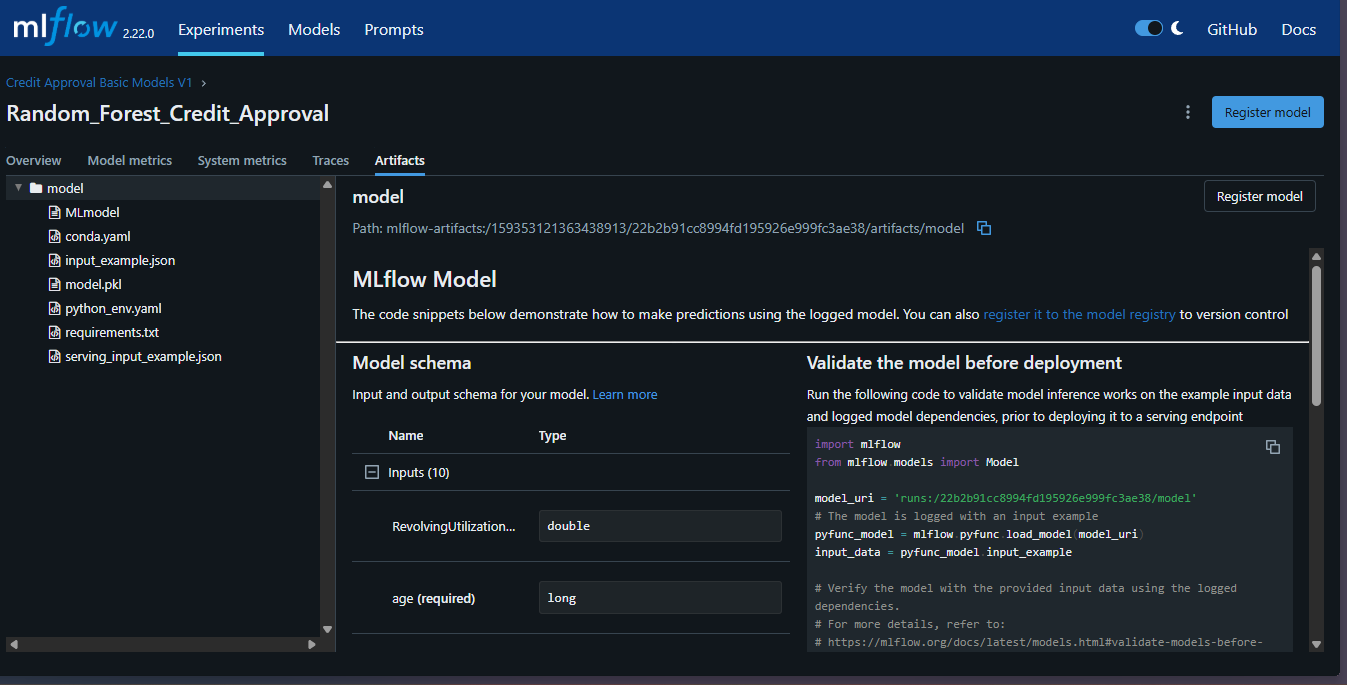 mlflow 2.22.0 Experiments Models Prompts GitHub Docs
Credit Approval Basic Models V1 ›
Random_Forest_Credit_Approval
Register model
Overview Model metrics System metrics Traces Artifacts
model
MLmodel
conda.yaml
input_example.json
model.pkl
python_env.yaml
requirements.txt
serving_input_example.json
model
Register model
Path: mlflow-artifacts:/159353121363438913/22b2b91cc8994fd195926e999fc3ae38/artifacts/model
MLflow Model
The code snippets below demonstrate how to make predictions using the logged model. You can also register it to the model registry to version control
Model schema
Input and output schema for your model. Learn more
Name Type
Inputs (10)
RevolvingUtilization... double
age (required) long
Validate the model before deployment
Run the following code to validate model inference works on the example input data
and logged model dependencies, prior to deploying it to a serving endpoint
import mlflow
from mlflow.models import Model
model_uri = 'runs:/22b2b91cc8994fd195926e999fc3ae38/model'
# The model is logged with an input example
pyfunc_model = mlflow.pyfunc.load_model(model_uri)
input_data = pyfunc_model.input_example
# Verify the model with the provided input data using the logged
dependencies.
# For more details, refer to:
# https://mlflow.org/docs/latest/models.html#validate-models-before-